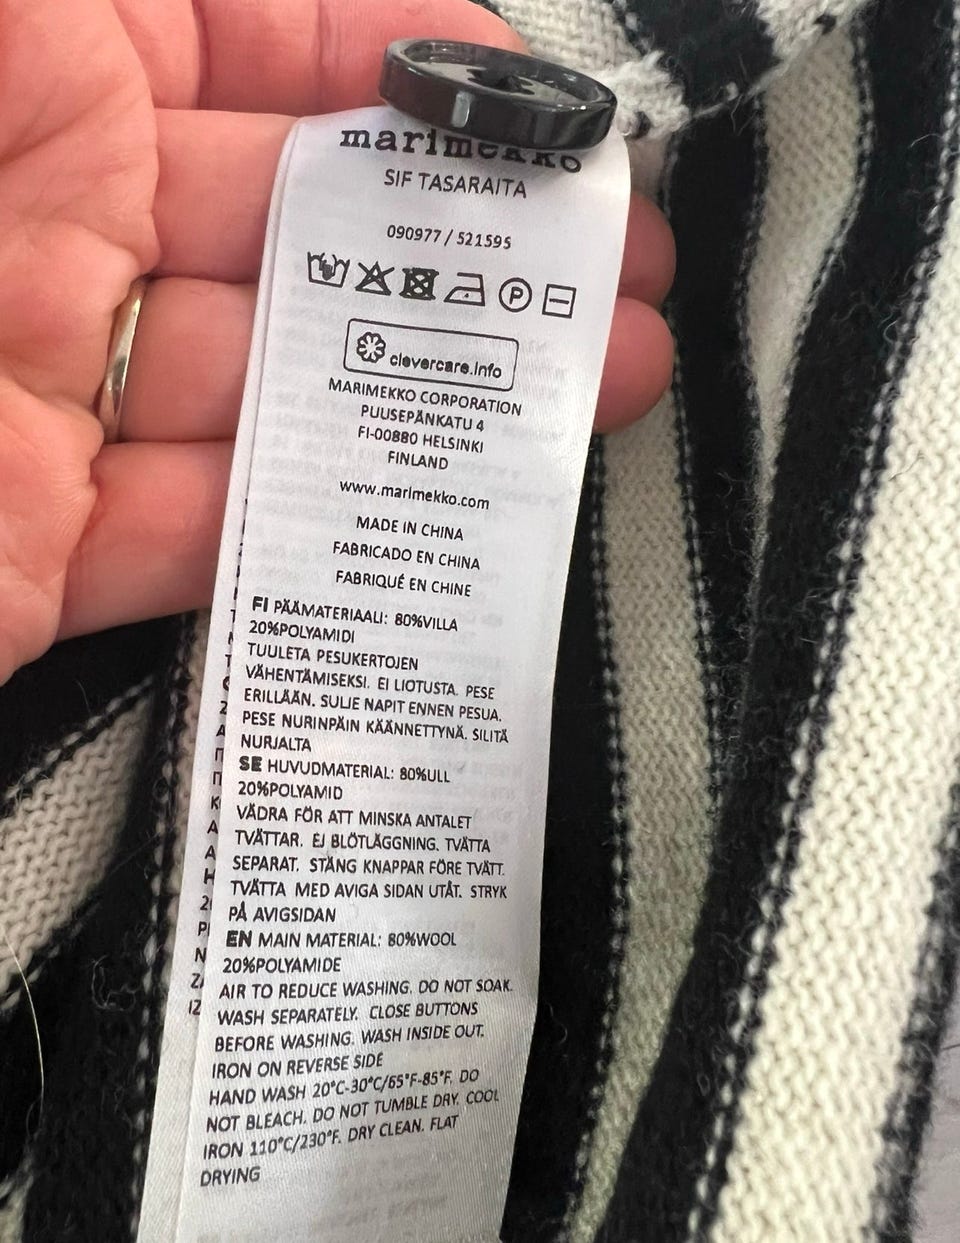 marimekko
SIF TASARAITA
090977 / 521595
P
clevercare.info
MARIMEKKO CORPORATION
PUUSEPÄNKATU 4
FI-00880 HELSINKI
FINLAND
www.marimekko.com
MADE IN CHINA
FABRICADO EN CHINA
FABRIQUÉ EN CHINE
FI PÄÄMATERIAALI: 80%VILLA
20%POLYAMIDI
TUULETA PESUKERTOJEN
VÄHENTÄMISEKSI. EI LIOTUSTA. PESE
ERILLÄÄN. SULJE NAPIT ENNEN PESUA.
PESE NURINPÄIN KÄÄNNETTYNÄ. SILITÄ
NURJALTA
SE HUVUDMATERIAL: 80%ULL
20%POLYAMID
VÄDRA FÖR ATT MINSKA ANTALET
TVÄTTAR. EJ BLÖTLÄGGNING. TVÄTTA
SEPARAT. STÄNG KNAPPAR FÖRE TVÄTT.
TVÄTTA MED AVIGA SIDAN UTÅT. STRYK
PÅ AVIGSIDAN
EN MAIN MATERIAL: 80%WOOL
20%POLYAMIDE
AIR TO REDUCE WASHING. DO NOT SOAK.
WASH SEPARATELY. CLOSE BUTTONS
BEFORE WASHING. WASH INSIDE OUT.
IRON ON REVERSE SIDE
HAND WASH 20°C-30°C/65°F-85°F. DO
NOT BLEACH. DO NOT TUMBLE DRY. COOL
IRON 110°C/230°F. DRY CLEAN. FLAT
DRYING